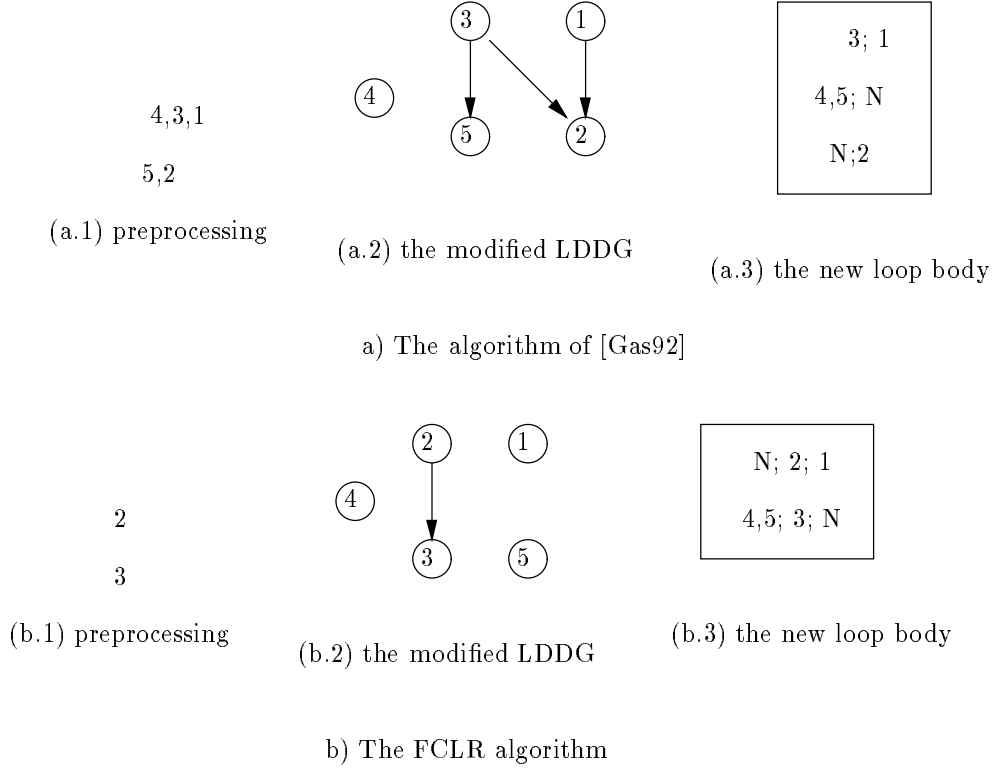 4,3,1
5,2
(a.1) preprocessing
3
1
4
5
2
(a.2) the modified LDDG
3; 1
4,5; N
N;2
(a.3) the new loop body
a) The algorithm of [Gas92]
2
3
(b.1) preprocessing
2
1
4
3
5
(b.2) the modified LDDG
N; 2; 1
4,5; 3; N
(b.3) the new loop body
b) The FCLR algorithm